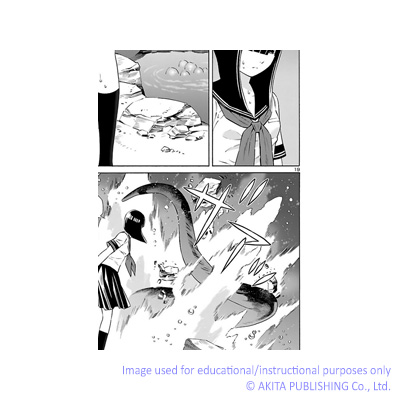 19
Image used for educational/instructional purposes only
© AKITA PUBLISHING Co., Ltd.